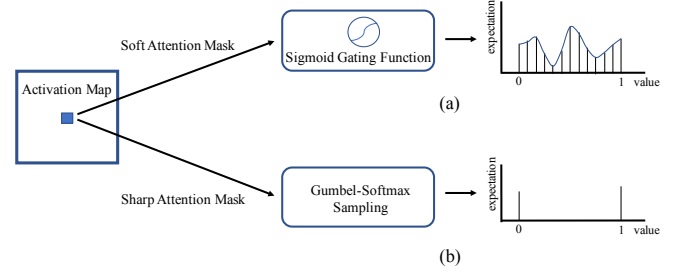 Soft Attention Mask
Sigmoid Gating Function
expectation
0 1 value
(a)
Activation Map
Sharp Attention Mask
Gumbel-Softmax
Sampling
expectation
0 1 value
(b)